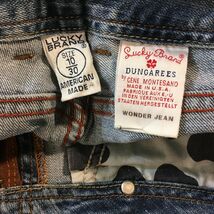 LUCKY
BRAND
SIZE
10
30
AMERICAN
MADE
Lucky Brand
DUNGAREES
by GENE MONTESANO
MADE IN U.S.A.
FABRIQUE AUX E.-U.
IN DEN VEREINIGTEN
STAATEN HERGESTELLT
WONDER JEAN